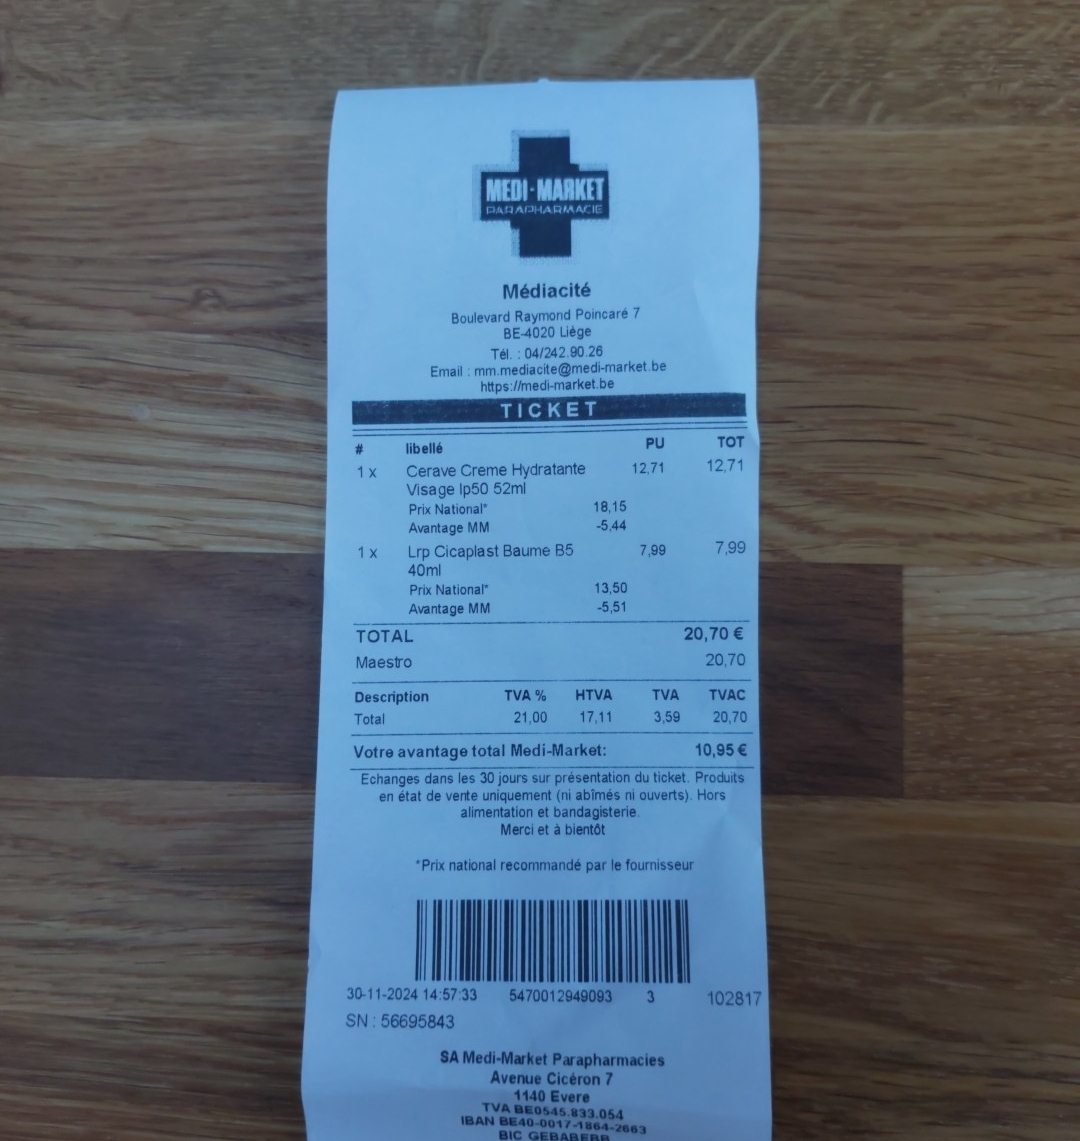 MEDI-MARKET
PARAPHARMACIE
Médiacité
Boulevard Raymond Poincaré 7
BE-4020 Liège
Tél. : 04/242.90.26
Email : mm.mediacite@medi-market.be
https://medi-market.be
TICKET
# libellé PU TOT
1 x Cerave Creme Hydratante 12,71 12,71
Visage Ip50 52ml
Prix National* 18,15
Avantage MM -5,44
1 x Lrp Cicaplast Baume B5 7,99 7,99
40ml
Prix National* 13,50
Avantage MM -5,51
TOTAL 20,70 €
Maestro 20,70
Description TVA % HTVA TVA TVAC
Total 21,00 17,11 3,59 20,70
Votre avantage total Medi-Market: 10,95 €
Echanges dans les 30 jours sur présentation du ticket. Produits
en état de vente uniquement (ni abîmés ni ouverts). Hors
alimentation et bandagisterie.
Merci et à bientôt
*Prix national recommandé par le fournisseur
30-11-2024 14:57:33 5470012949093 3 102817
SN : 56695843
SA Medi-Market Parapharmacies
Avenue Cicéron 7
1140 Evere
TVA BE0545.833.054
IBAN BE40-0017-1864-2663
BIC GEBABEBB